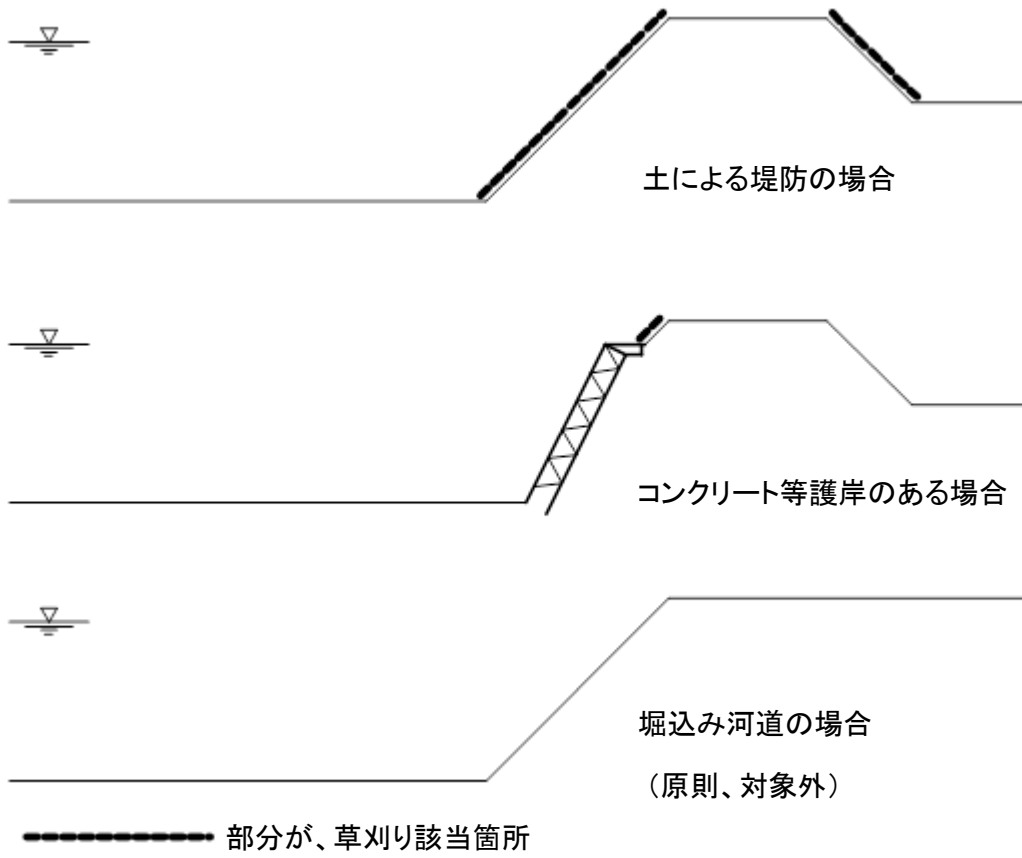 土による堤防の場合
コンクリート等護岸のある場合
堀込み河道の場合
（原則、対象外）
部分が、草刈り該当箇所